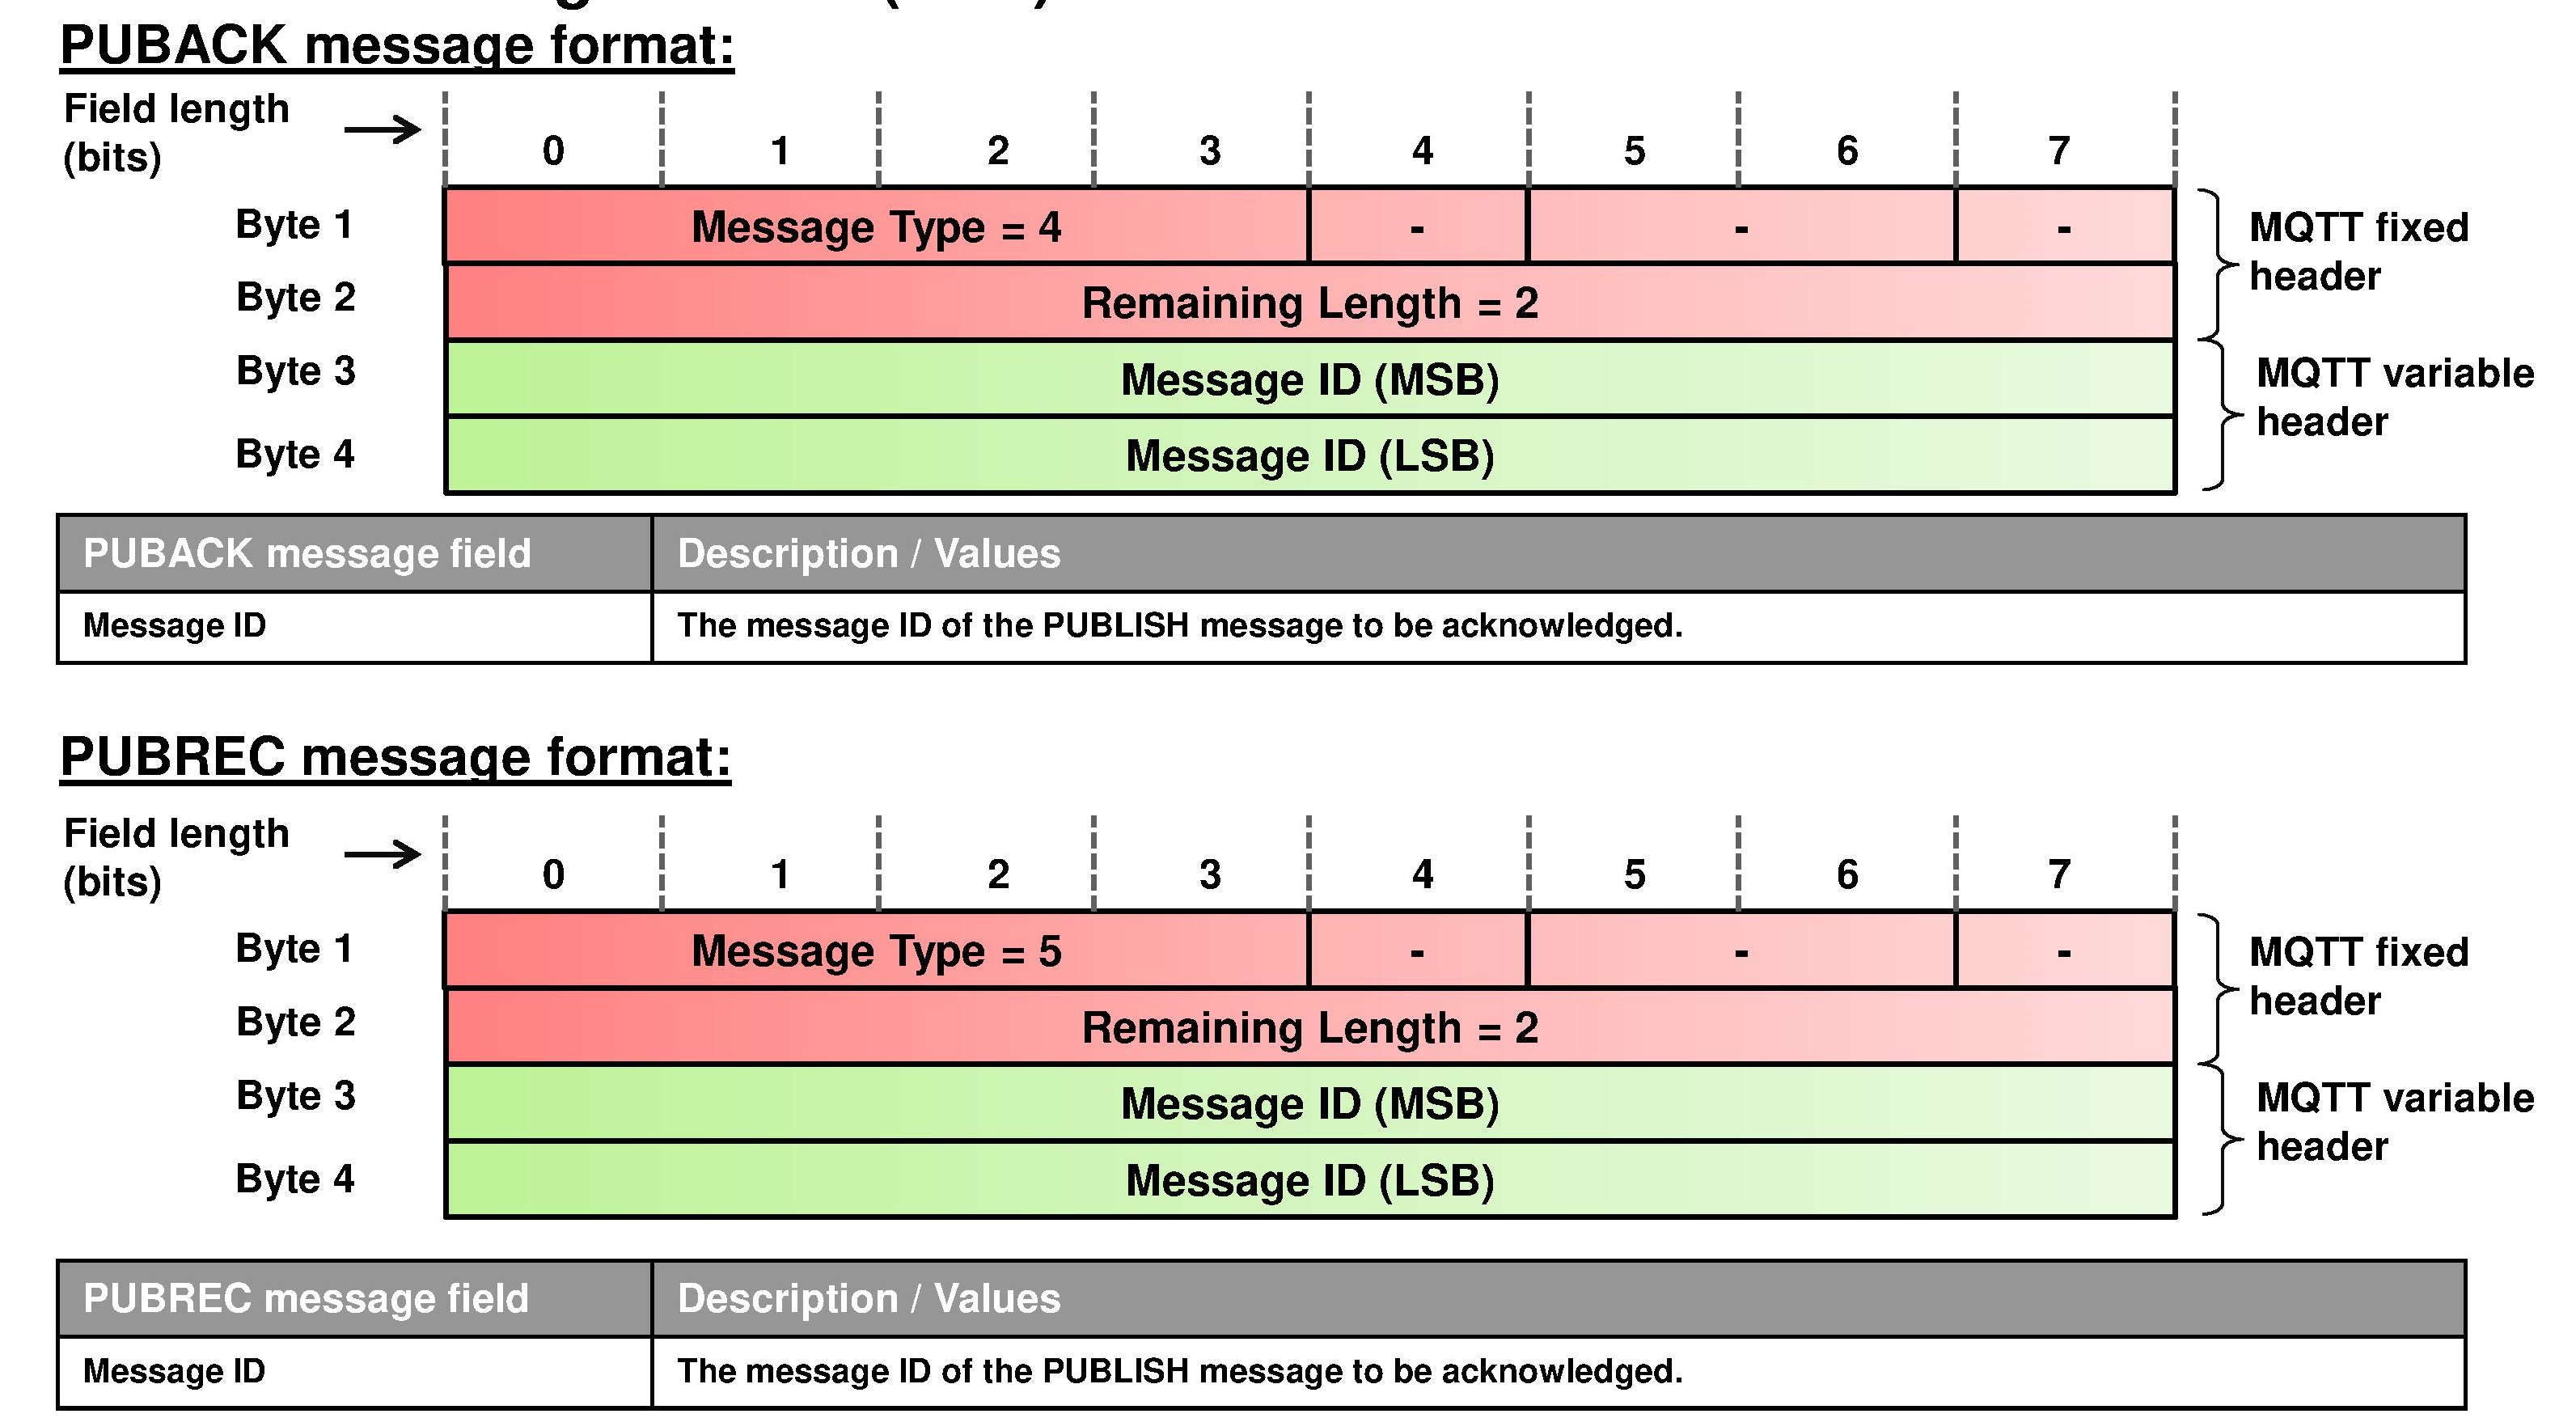 PUBACK message format:
Field length
(bits)
0 1 2 3 4 5 6 7
Byte 1 Message Type = 4 - - - MQTT fixed
header
Byte 2 Remaining Length = 2
Byte 3 Message ID (MSB) MQTT variable
header
Byte 4 Message ID (LSB)
PUBACK message field Description / Values
Message ID The message ID of the PUBLISH message to be acknowledged.
PUBREC message format:
Field length
(bits)
0 1 2 3 4 5 6 7
Byte 1 Message Type = 5 - - - MQTT fixed
header
Byte 2 Remaining Length = 2
Byte 3 Message ID (MSB) MQTT variable
header
Byte 4 Message ID (LSB)
PUBREC message field Description / Values
Message ID The message ID of the PUBLISH message to be acknowledged.